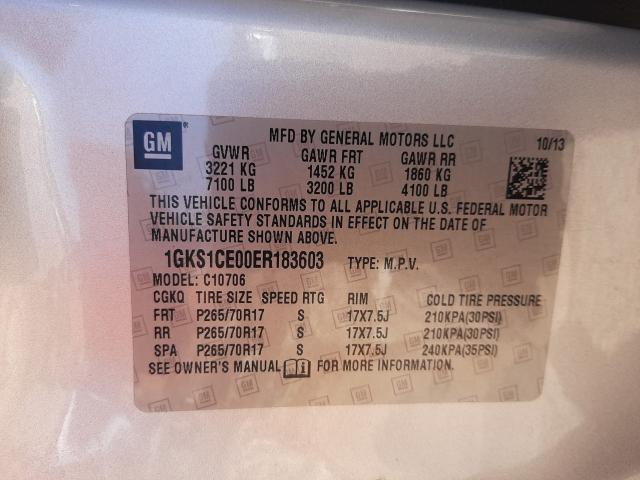 GM ®
MFD BY GENERAL MOTORS LLC
10/13
GVWR GAWR FRT GAWR RR
3221 KG 1452 KG 1860 KG
7100 LB 3200 LB 4100 LB
THIS VEHICLE CONFORMS TO ALL APPLICABLE U.S. FEDERAL MOTOR
VEHICLE SAFETY STANDARDS IN EFFECT ON THE DATE OF
MANUFACTURE SHOWN ABOVE.
1GKS1CE00ER183603 TYPE: M.P.V.
MODEL: C10706
CGKQ TIRE SIZE SPEED RTG RIM COLD TIRE PRESSURE
FRT P265/70R17 S 17X7.5J 210KPA(30PSI)
RR P265/70R17 S 17X7.5J 210KPA(30PSI)
SPA P265/70R17 S 17X7.5J 240KPA(35PSI)
SEE OWNER'S MANUAL FOR MORE INFORMATION.